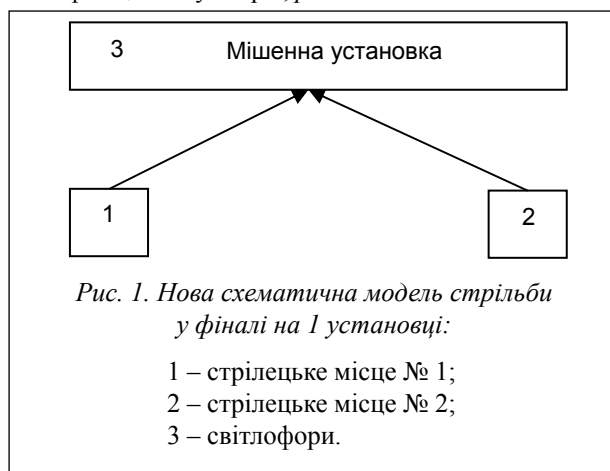 3 Мішенна установка
1
2
Рис. 1. Нова схематична модель стрільби
у фіналі на 1 установці:
1 – стрілецьке місце № 1;
2 – стрілецьке місце № 2;
3 – світлофори.